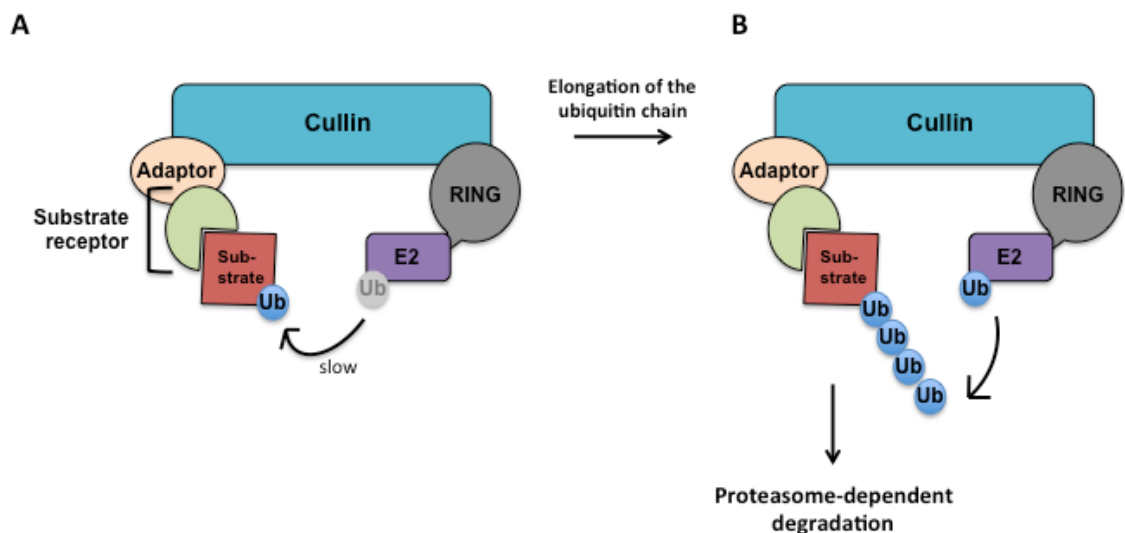 A
Cullin
Adaptor
RING
Substrate
receptor
Sub-
strate
E2
Ub
Ub
slow
Elongation of the
ubiquitin chain
B
Cullin
Adaptor
RING
Sub-
strate
E2
Ub
Ub
Ub
Ub
Ub
Proteasome-dependent
degradation